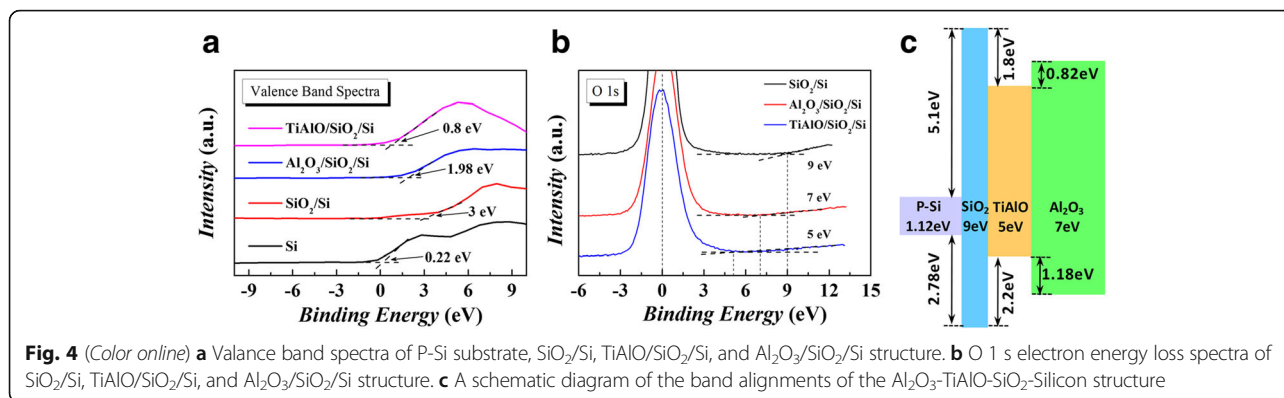 a
Valence Band Spectra
TiAlO/SiO₂/Si
0.8 eV
Al₂O₃/SiO₂/Si
1.98 eV
SiO₂/Si
3 eV
Si
0.22 eV
Intensity (a.u.)
-6 -3 0 3 6 9
Binding Energy (eV)
b
O 1s
SiO₂/Si
Al₂O₃/SiO₂/Si
TiAlO/SiO₂/Si
9 eV
7 eV
5 eV
Intensity (a.u.)
-6 -3 0 3 6 9 12 15
Binding Energy (eV)
c
1.8eV
0.82eV
5.1eV
P-Si
1.12eV
SiO₂
9eV
TiAlO
5eV
Al₂O₃
7eV
2.78eV
2.2eV
1.18eV
Fig. 4 (Color online) a Valance band spectra of P-Si substrate, SiO₂/Si, TiAlO/SiO₂/Si, and Al₂O₃/SiO₂/Si structure. b O 1 s electron energy loss spectra of
SiO₂/Si, TiAlO/SiO₂/Si, and Al₂O₃/SiO₂/Si structure. c A schematic diagram of the band alignments of the Al₂O₃-TiAlO-SiO₂-Silicon structure